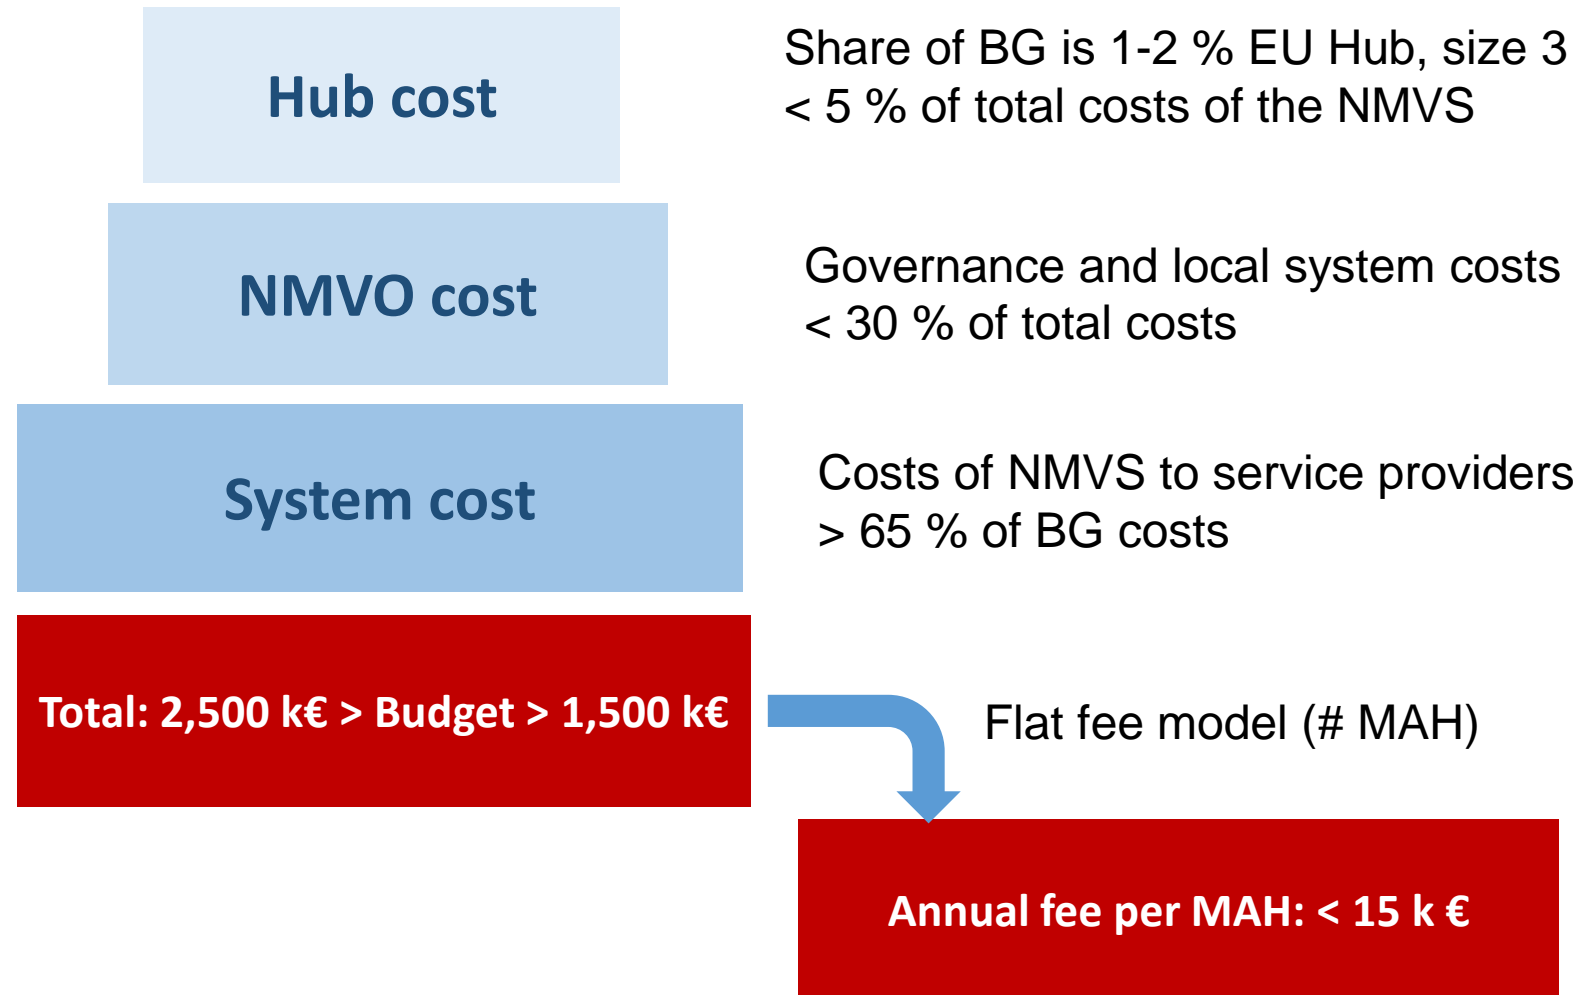 Hub cost
Share of BG is 1-2 % EU Hub, size 3
< 5 % of total costs of the NMVS
NMVO cost
Governance and local system costs
< 30 % of total costs
System cost
Costs of NMVS to service providers
> 65 % of BG costs
Total: 2,500 k€ > Budget > 1,500 k€
Flat fee model (# MAH)
Annual fee per MAH: < 15 k €